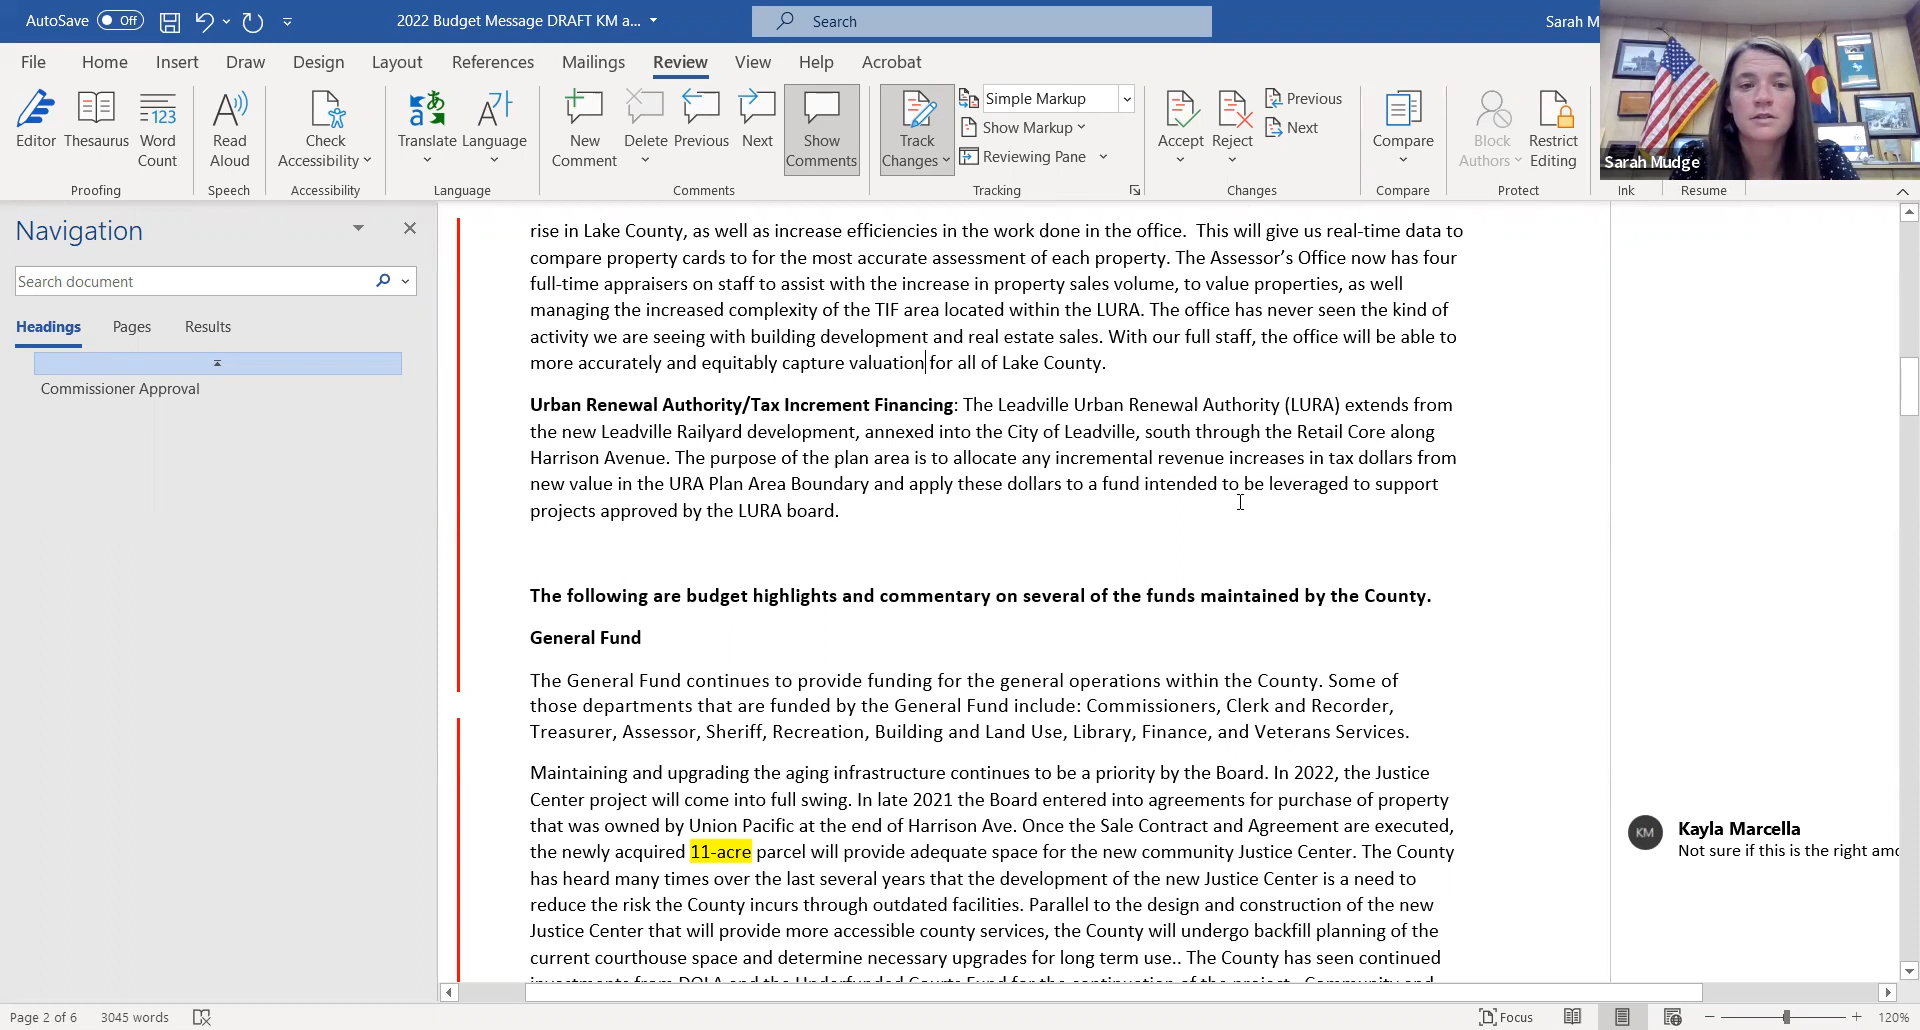 AutoSave Off 2022 Budget Message DRAFT KM a... Search Sarah M
File Home Insert Draw Design Layout References Mailings Review View Help Acrobat
Editor Thesaurus Word Count Read Aloud Check Accessibility Translate Language New Comment Delete Previous Next Show Comments Track Changes Simple Markup Show Markup Reviewing Pane Accept Reject Previous Next Compare Block Authors Restrict Editing
Proofing Speech Accessibility Language Comments Tracking Changes Compare Protect Ink Resume
Sarah Mudge
Navigation
Search document
Headings Pages Results
Commissioner Approval
rise in Lake County, as well as increase efficiencies in the work done in the office. This will give us real-time data to
compare property cards to for the most accurate assessment of each property. The Assessor's Office now has four
full-time appraisers on staff to assist with the increase in property sales volume, to value properties, as well
managing the increased complexity of the TIF area located within the LURA. The office has never seen the kind of
activity we are seeing with building development and real estate sales. With our full staff, the office will be able to
more accurately and equitably capture valuation for all of Lake County.
Urban Renewal Authority/Tax Increment Financing: The Leadville Urban Renewal Authority (LURA) extends from
the new Leadville Railyard development, annexed into the City of Leadville, south through the Retail Core along
Harrison Avenue. The purpose of the plan area is to allocate any incremental revenue increases in tax dollars from
new value in the URA Plan Area Boundary and apply these dollars to a fund intended to be leveraged to support
projects approved by the LURA board.
The following are budget highlights and commentary on several of the funds maintained by the County.
General Fund
The General Fund continues to provide funding for the general operations within the County. Some of
those departments that are funded by the General Fund include: Commissioners, Clerk and Recorder,
Treasurer, Assessor, Sheriff, Recreation, Building and Land Use, Library, Finance, and Veterans Services.
Maintaining and upgrading the aging infrastructure continues to be a priority by the Board. In 2022, the Justice
Center project will come into full swing. In late 2021 the Board entered into agreements for purchase of property
that was owned by Union Pacific at the end of Harrison Ave. Once the Sale Contract and Agreement are executed,
the newly acquired 11-acre parcel will provide adequate space for the new community Justice Center. The County
has heard many times over the last several years that the development of the new Justice Center is a need to
reduce the risk the County incurs through outdated facilities. Parallel to the design and construction of the new
Justice Center that will provide more accessible county services, the County will undergo backfill planning of the
current courthouse space and determine necessary upgrades for long term use.. The County has seen continued
investments from DOLA and the Underfunded Courts Fund for the continuation of the project. Community and
KM Kayla Marcella
Not sure if this is the right amo
Page 2 of 6 3045 words Focus 120%